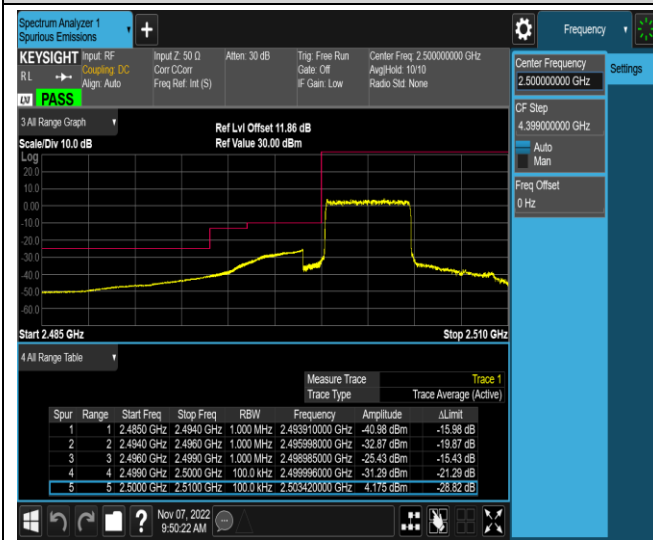 Spectrum Analyzer 1
Spurious Emissions
Frequency
KEYSIGHT Input: RF
R L
Coupling: DC
Align: Auto
LXI PASS
Input Z: 50 Ω
Corr CCorr
Freq Ref: Int (S)
Atten: 30 dB
Trig: Free Run
Gate: Off
IF Gain: Low
Center Freq: 2.500000000 GHz
Avg|Hold: 10/10
Radio Std: None
Center Frequency
2.500000000 GHz
Settings
CF Step
4.399000000 GHz
Auto
Man
Freq Offset
0 Hz
3 All Range Graph
Scale/Div 10.0 dB
Ref Lvl Offset 11.86 dB
Ref Value 30.00 dBm
Log
20.0
10.0
0.00
-10.0
-20.0
-30.0
-40.0
-50.0
-60.0
Start 2.485 GHz
Stop 2.510 GHz
4 All Range Table
Measure Trace Trace 1
Trace Type Trace Average (Active)
Spur Range Start Freq Stop Freq RBW Frequency Amplitude ΔLimit
1 1 2.4850 GHz 2.4940 GHz 1.000 MHz 2.493910000 GHz -40.98 dBm -15.98 dB
2 2 2.4940 GHz 2.4960 GHz 1.000 MHz 2.495998000 GHz -32.87 dBm -19.87 dB
3 3 2.4960 GHz 2.4990 GHz 1.000 MHz 2.498985000 GHz -25.43 dBm -15.43 dB
4 4 2.4990 GHz 2.5000 GHz 100.0 kHz 2.499996000 GHz -31.29 dBm -21.29 dB
5 5 2.5000 GHz 2.5100 GHz 100.0 kHz 2.503420000 GHz 4.175 dBm -28.82 dB
Nov 07, 2022
9:50:22 AM